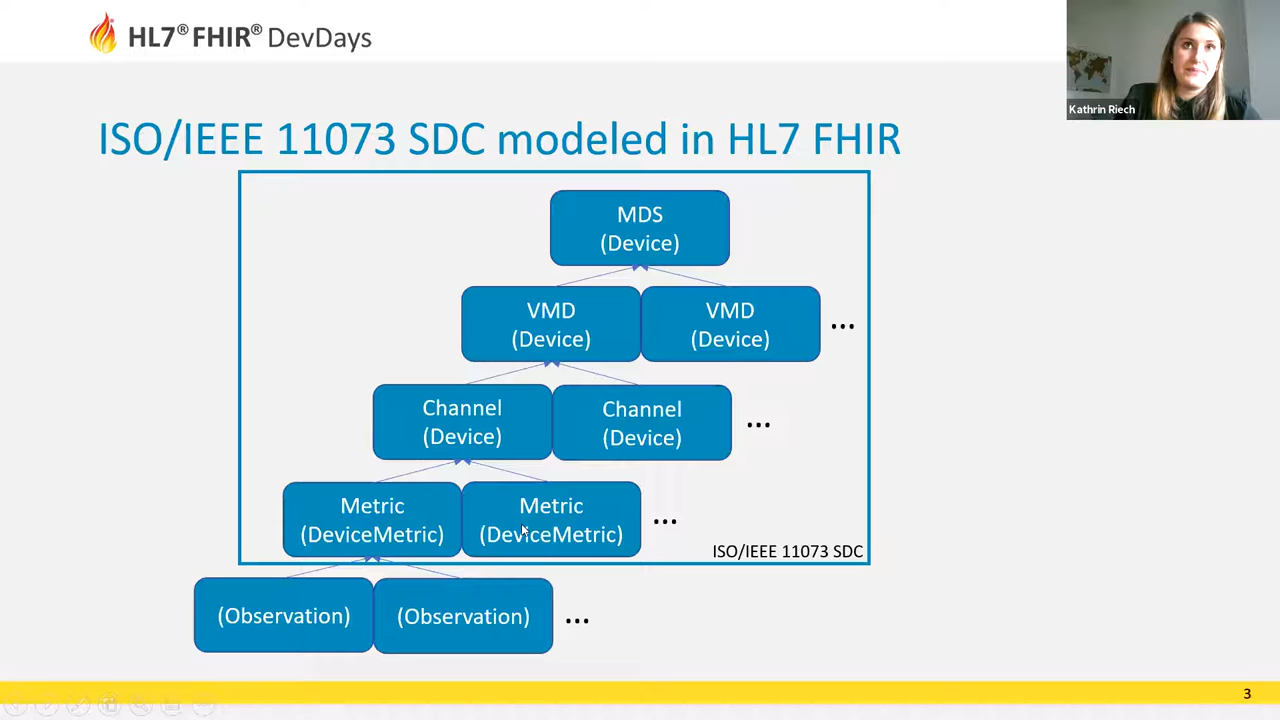 HL7® FHIR® DevDays
Kathrin Riech
ISO/IEEE 11073 SDC modeled in HL7 FHIR
MDS
(Device)
VMD
(Device)
VMD
(Device)
...
Channel
(Device)
Channel
(Device)
...
Metric
(DeviceMetric)
Metric
(DeviceMetric)
...
ISO/IEEE 11073 SDC
(Observation)
(Observation)
...
3